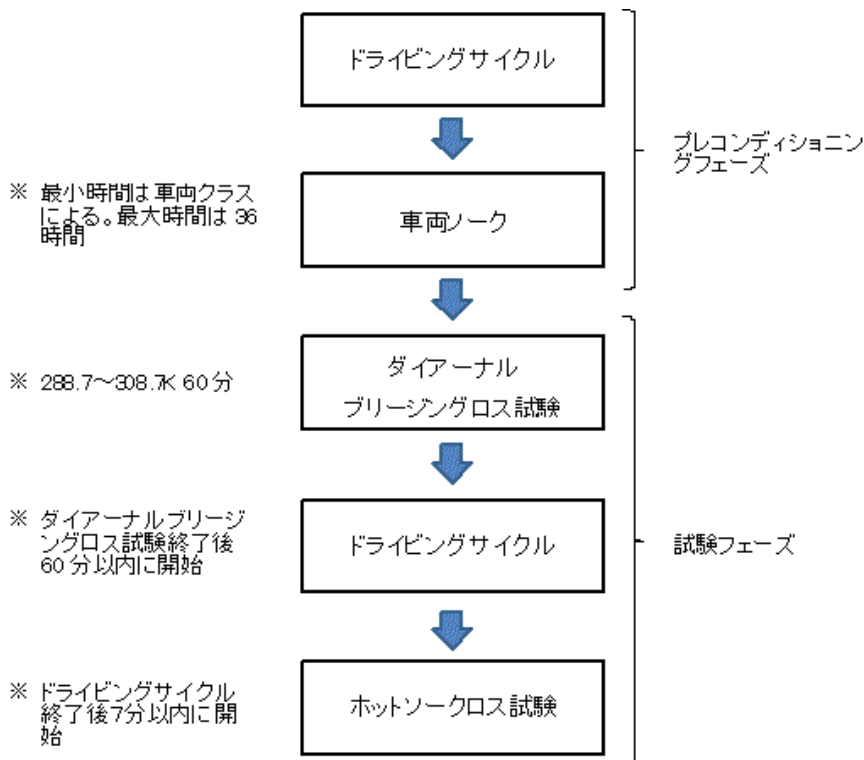 ドライビングサイクル
プレコンディショニン
グフェーズ
※ 最小時間は車両クラス
による。最大時間は 36
時間
車両ソーク
※ 288.7～308.7K 60分
ダイアーナル
ブリージングロス試験
※ ダイアーナルブリージ
ングロス試験終了後
60分以内に開始
ドライビングサイクル
試験フェーズ
※ ドライビングサイクル
終了後7分以内に開
始
ホットソークロス試験